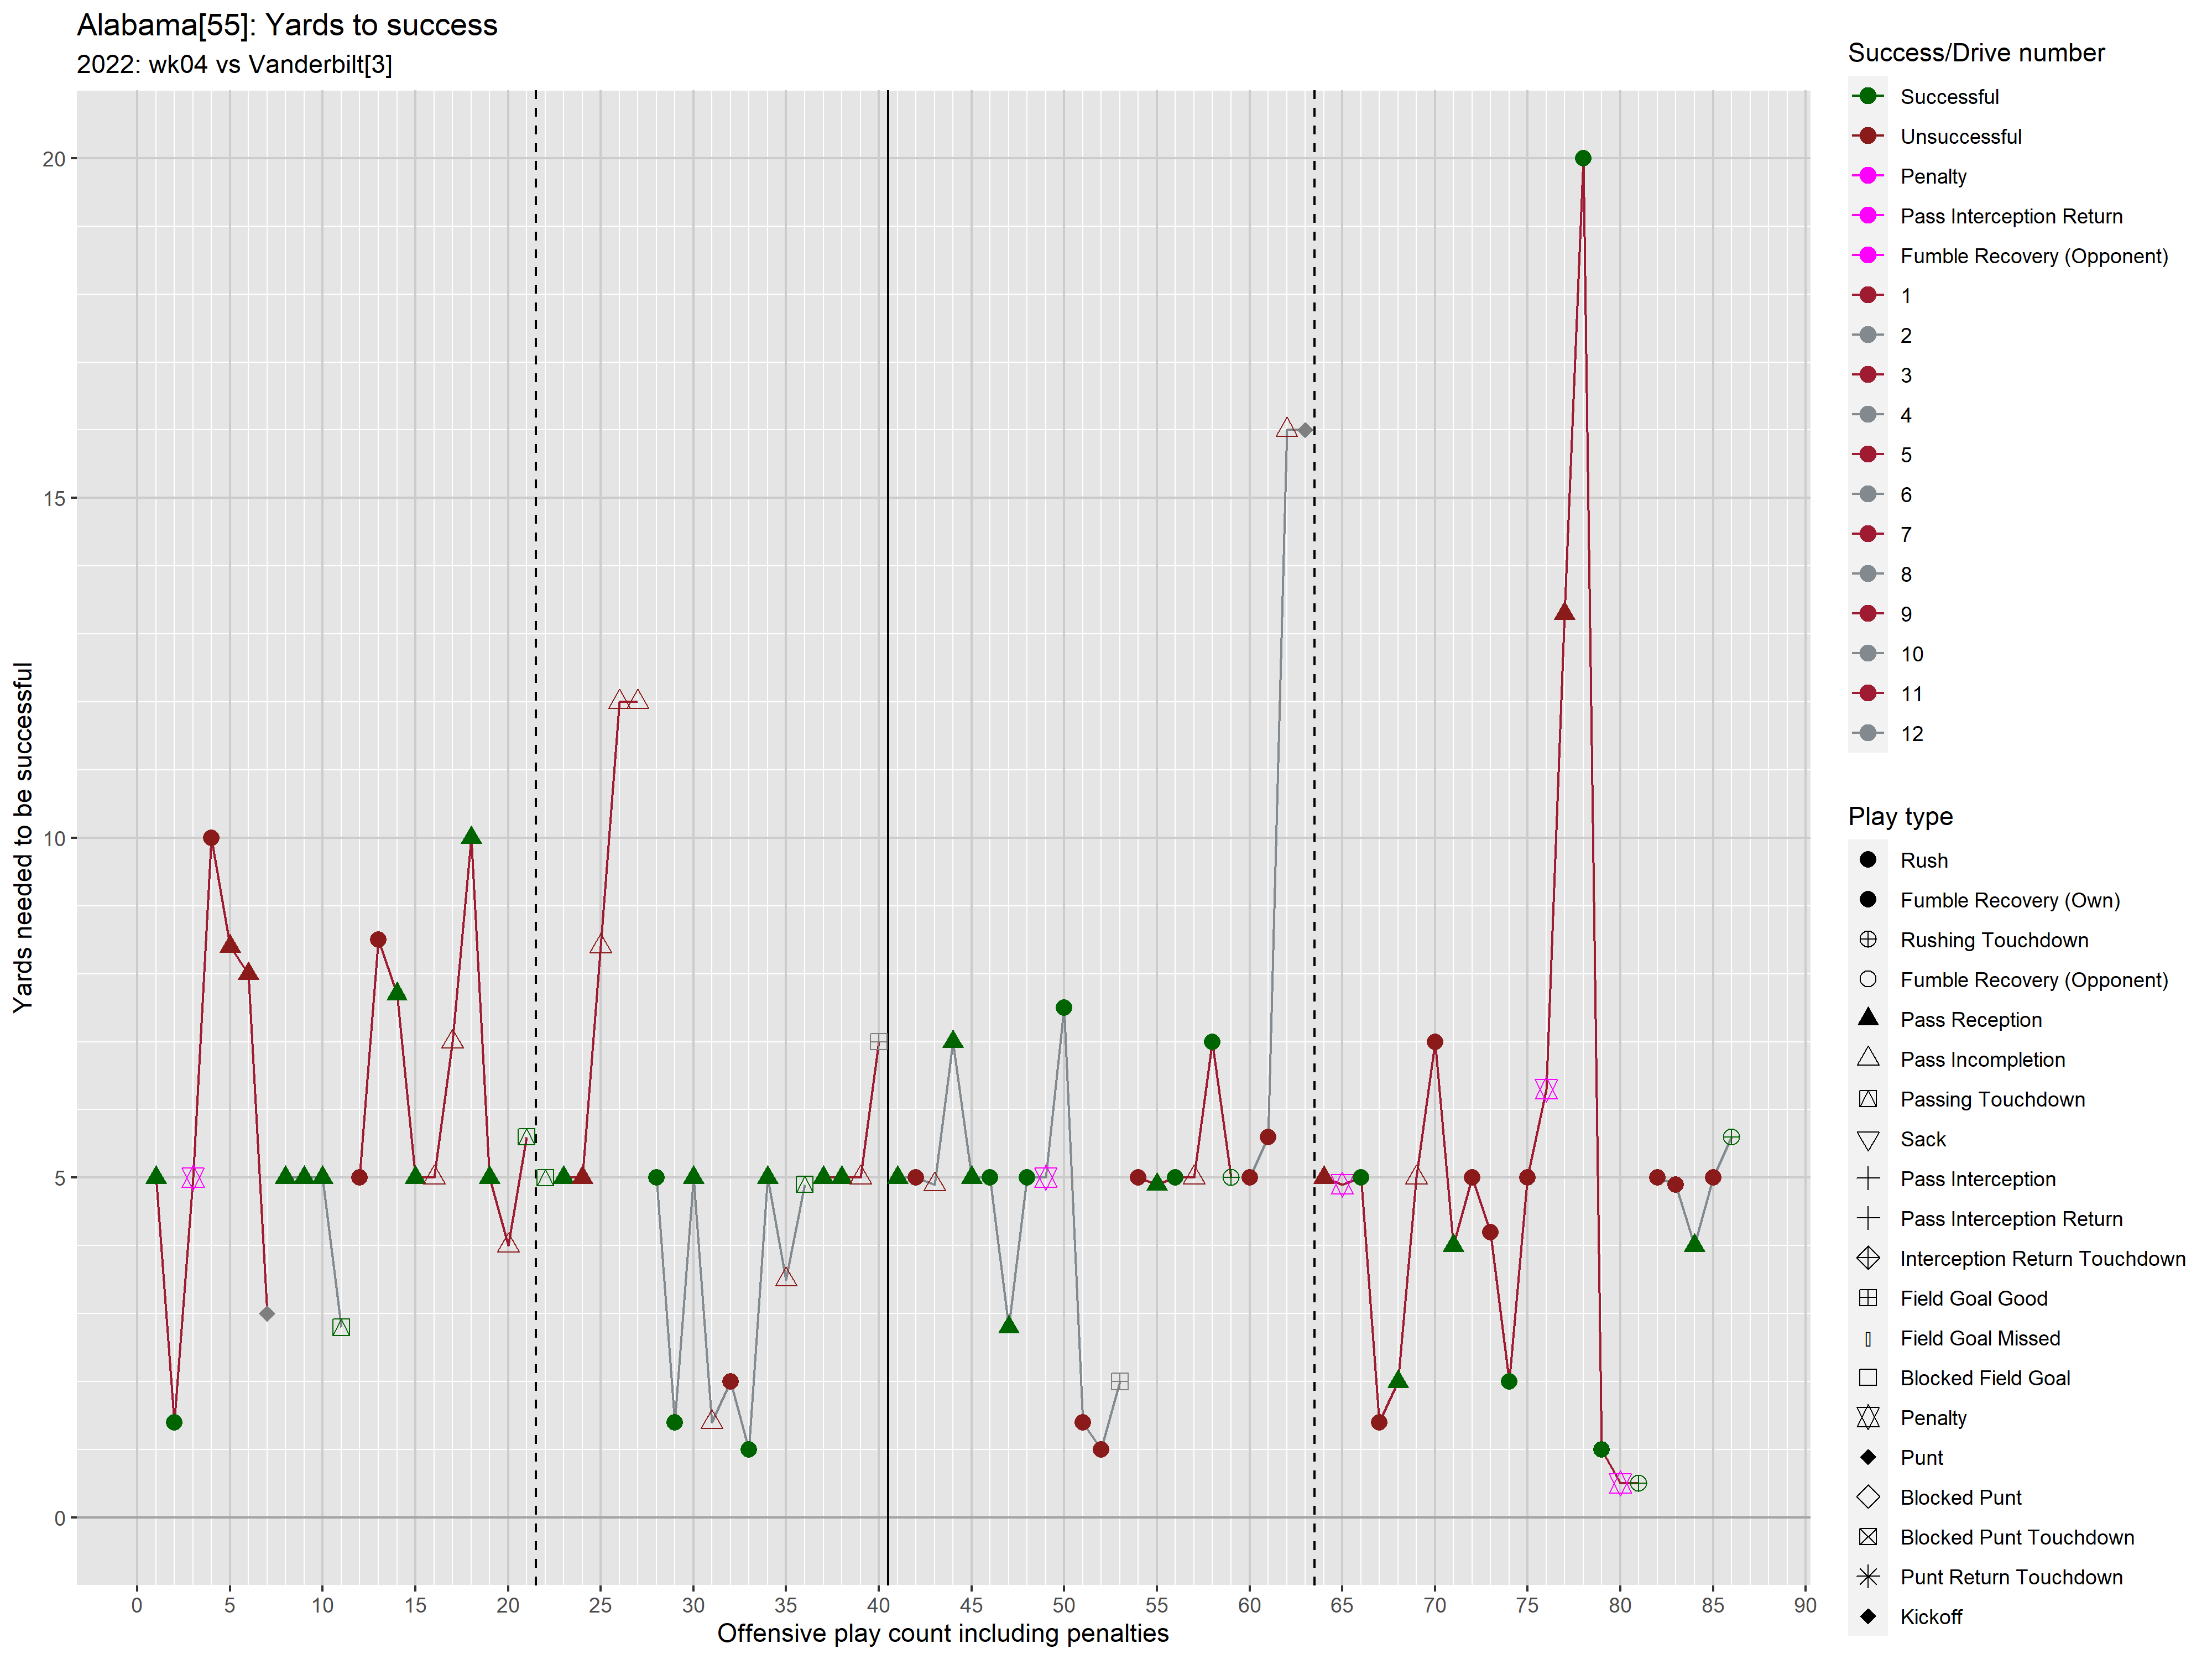 Alabama[55]: Yards to success
2022: wk04 vs Vanderbilt[3]
Yards needed to be successful
20
15
10
5
0
0 5 10 15 20 25 30 35 40 45 50 55 60 65 70 75 80 85 90
Offensive play count including penalties
Success/Drive number
Successful
Unsuccessful
Penalty
Pass Interception Return
Fumble Recovery (Opponent)
1
2
3
4
5
6
7
8
9
10
11
12
Play type
Rush
Fumble Recovery (Own)
Rushing Touchdown
Fumble Recovery (Opponent)
Pass Reception
Pass Incompletion
Passing Touchdown
Sack
Pass Interception
Pass Interception Return
Interception Return Touchdown
Field Goal Good
Field Goal Missed
Blocked Field Goal
Penalty
Punt
Blocked Punt
Blocked Punt Touchdown
Punt Return Touchdown
Kickoff